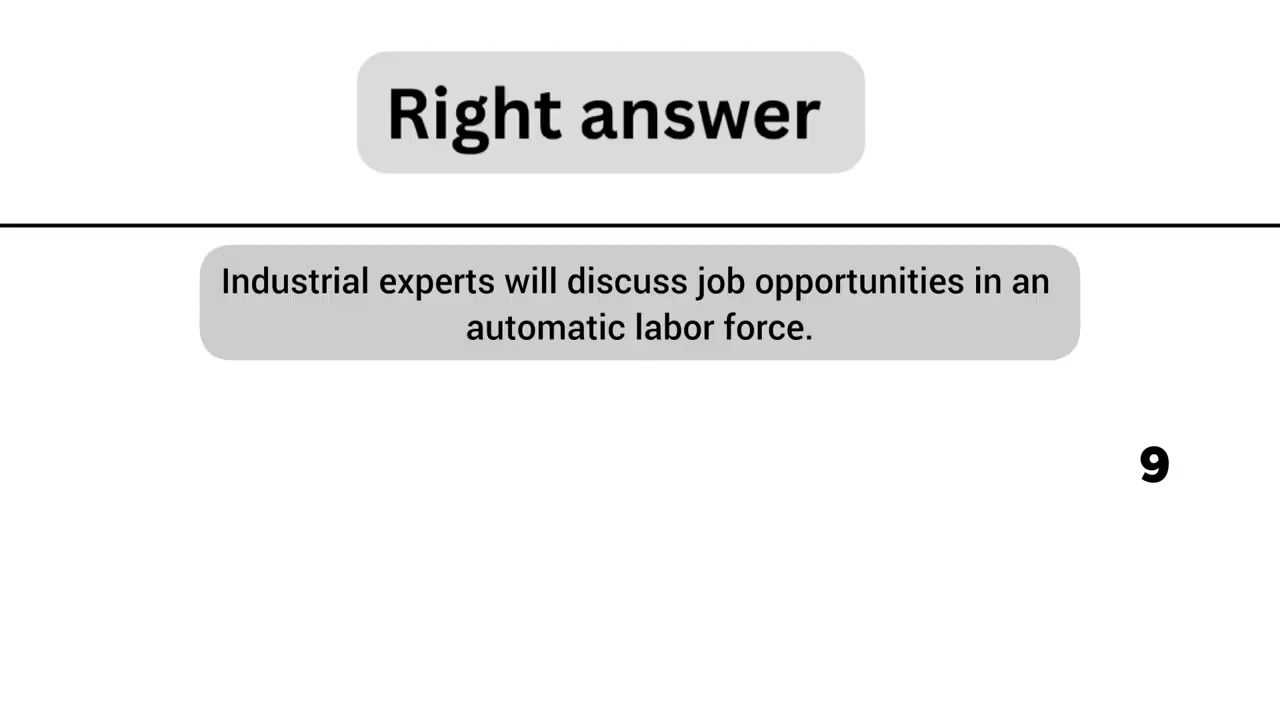 Right answer
Industrial experts will discuss job opportunities in an
automatic labor force.
9